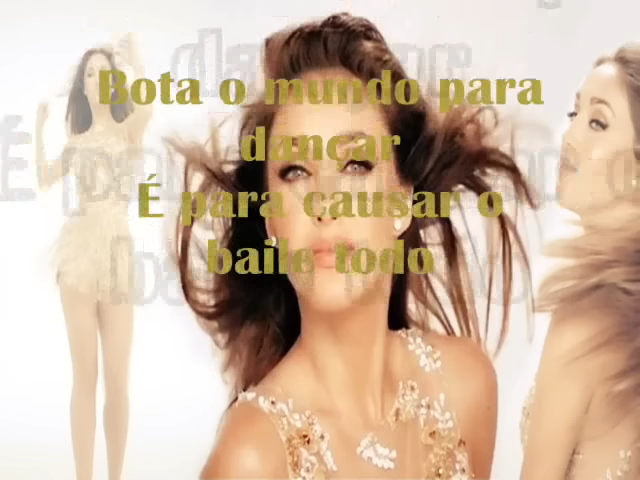 Bota o mundo para
dançar
É para causar o
baile todo